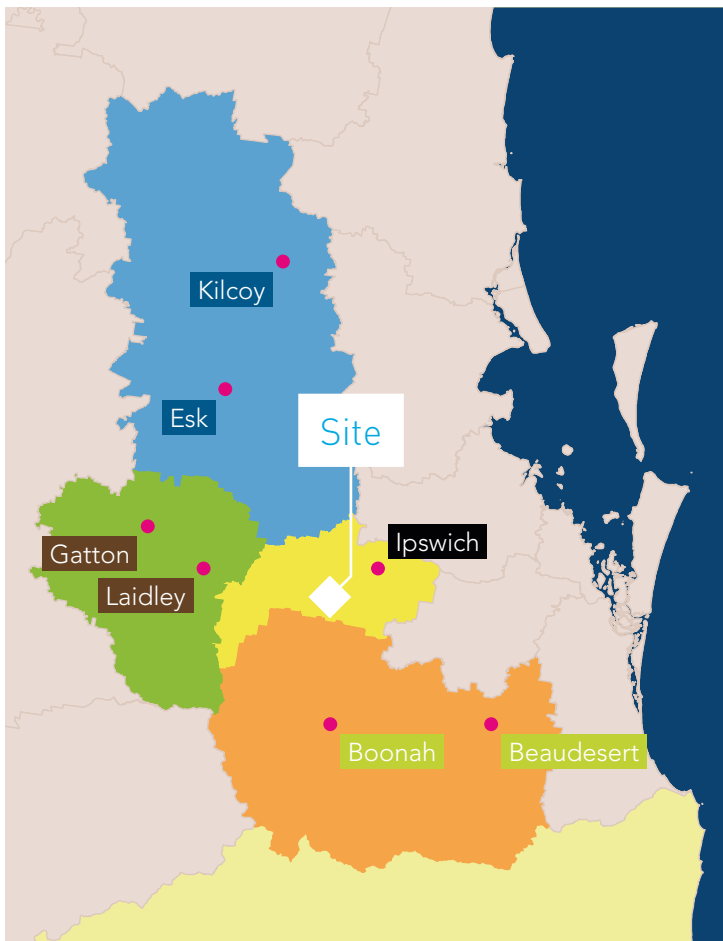 Kilcoy
Esk
Site
Ipswich
Gatton
Laidley
Boonah
Beaudesert